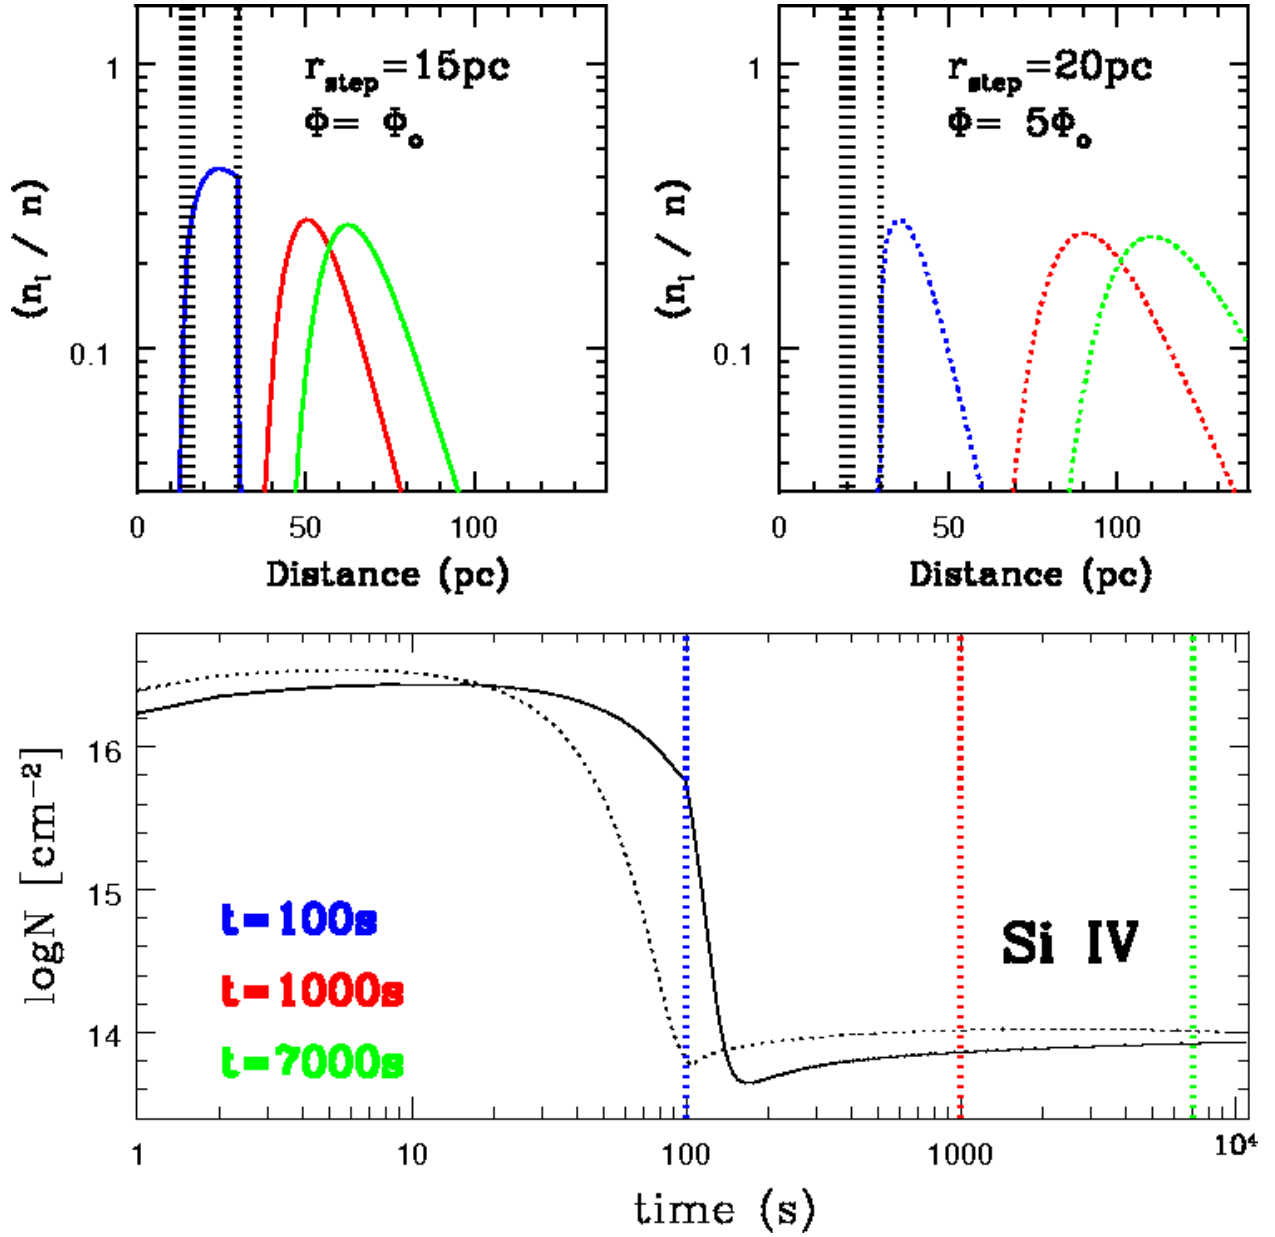 r_step=15pc
Φ= Φ_o
1
0.1
(n_i / n)
0 50 100
Distance (pc)
r_step=20pc
Φ= 5Φ_o
1
0.1
(n_i / n)
0 50 100
Distance (pc)
16
15
14
logN [cm⁻²]
t=100s
t=1000s
t=7000s
Si IV
1 10 100 1000 10⁴
time (s)